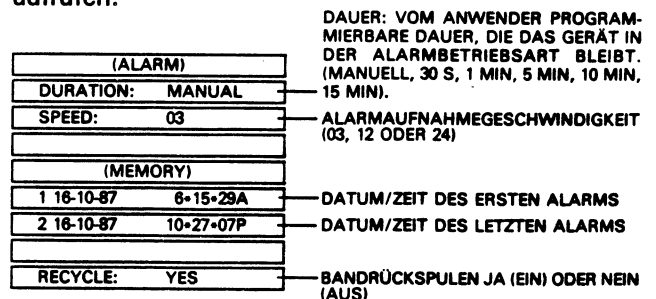 aufrufen.
DAUER: VOM ANWENDER PROGRAM-
MIERBARE DAUER, DIE DAS GERÄT IN
DER ALARMBETRIEBSART BLEIBT.
(MANUELL, 30 S, 1 MIN, 5 MIN, 10 MIN,
15 MIN).
(ALARM)
DURATION: MANUAL
SPEED: 03
ALARMAUFNAHMEGESCHWINDIGKEIT
(03, 12 ODER 24)
(MEMORY)
1 16-10-87 6•15•29A
DATUM/ZEIT DES ERSTEN ALARMS
2 16-10-87 10•27•07P
DATUM/ZEIT DES LETZTEN ALARMS
RECYCLE: YES
BANDRÜCKSPULEN JA (EIN) ODER NEIN
(AUS)